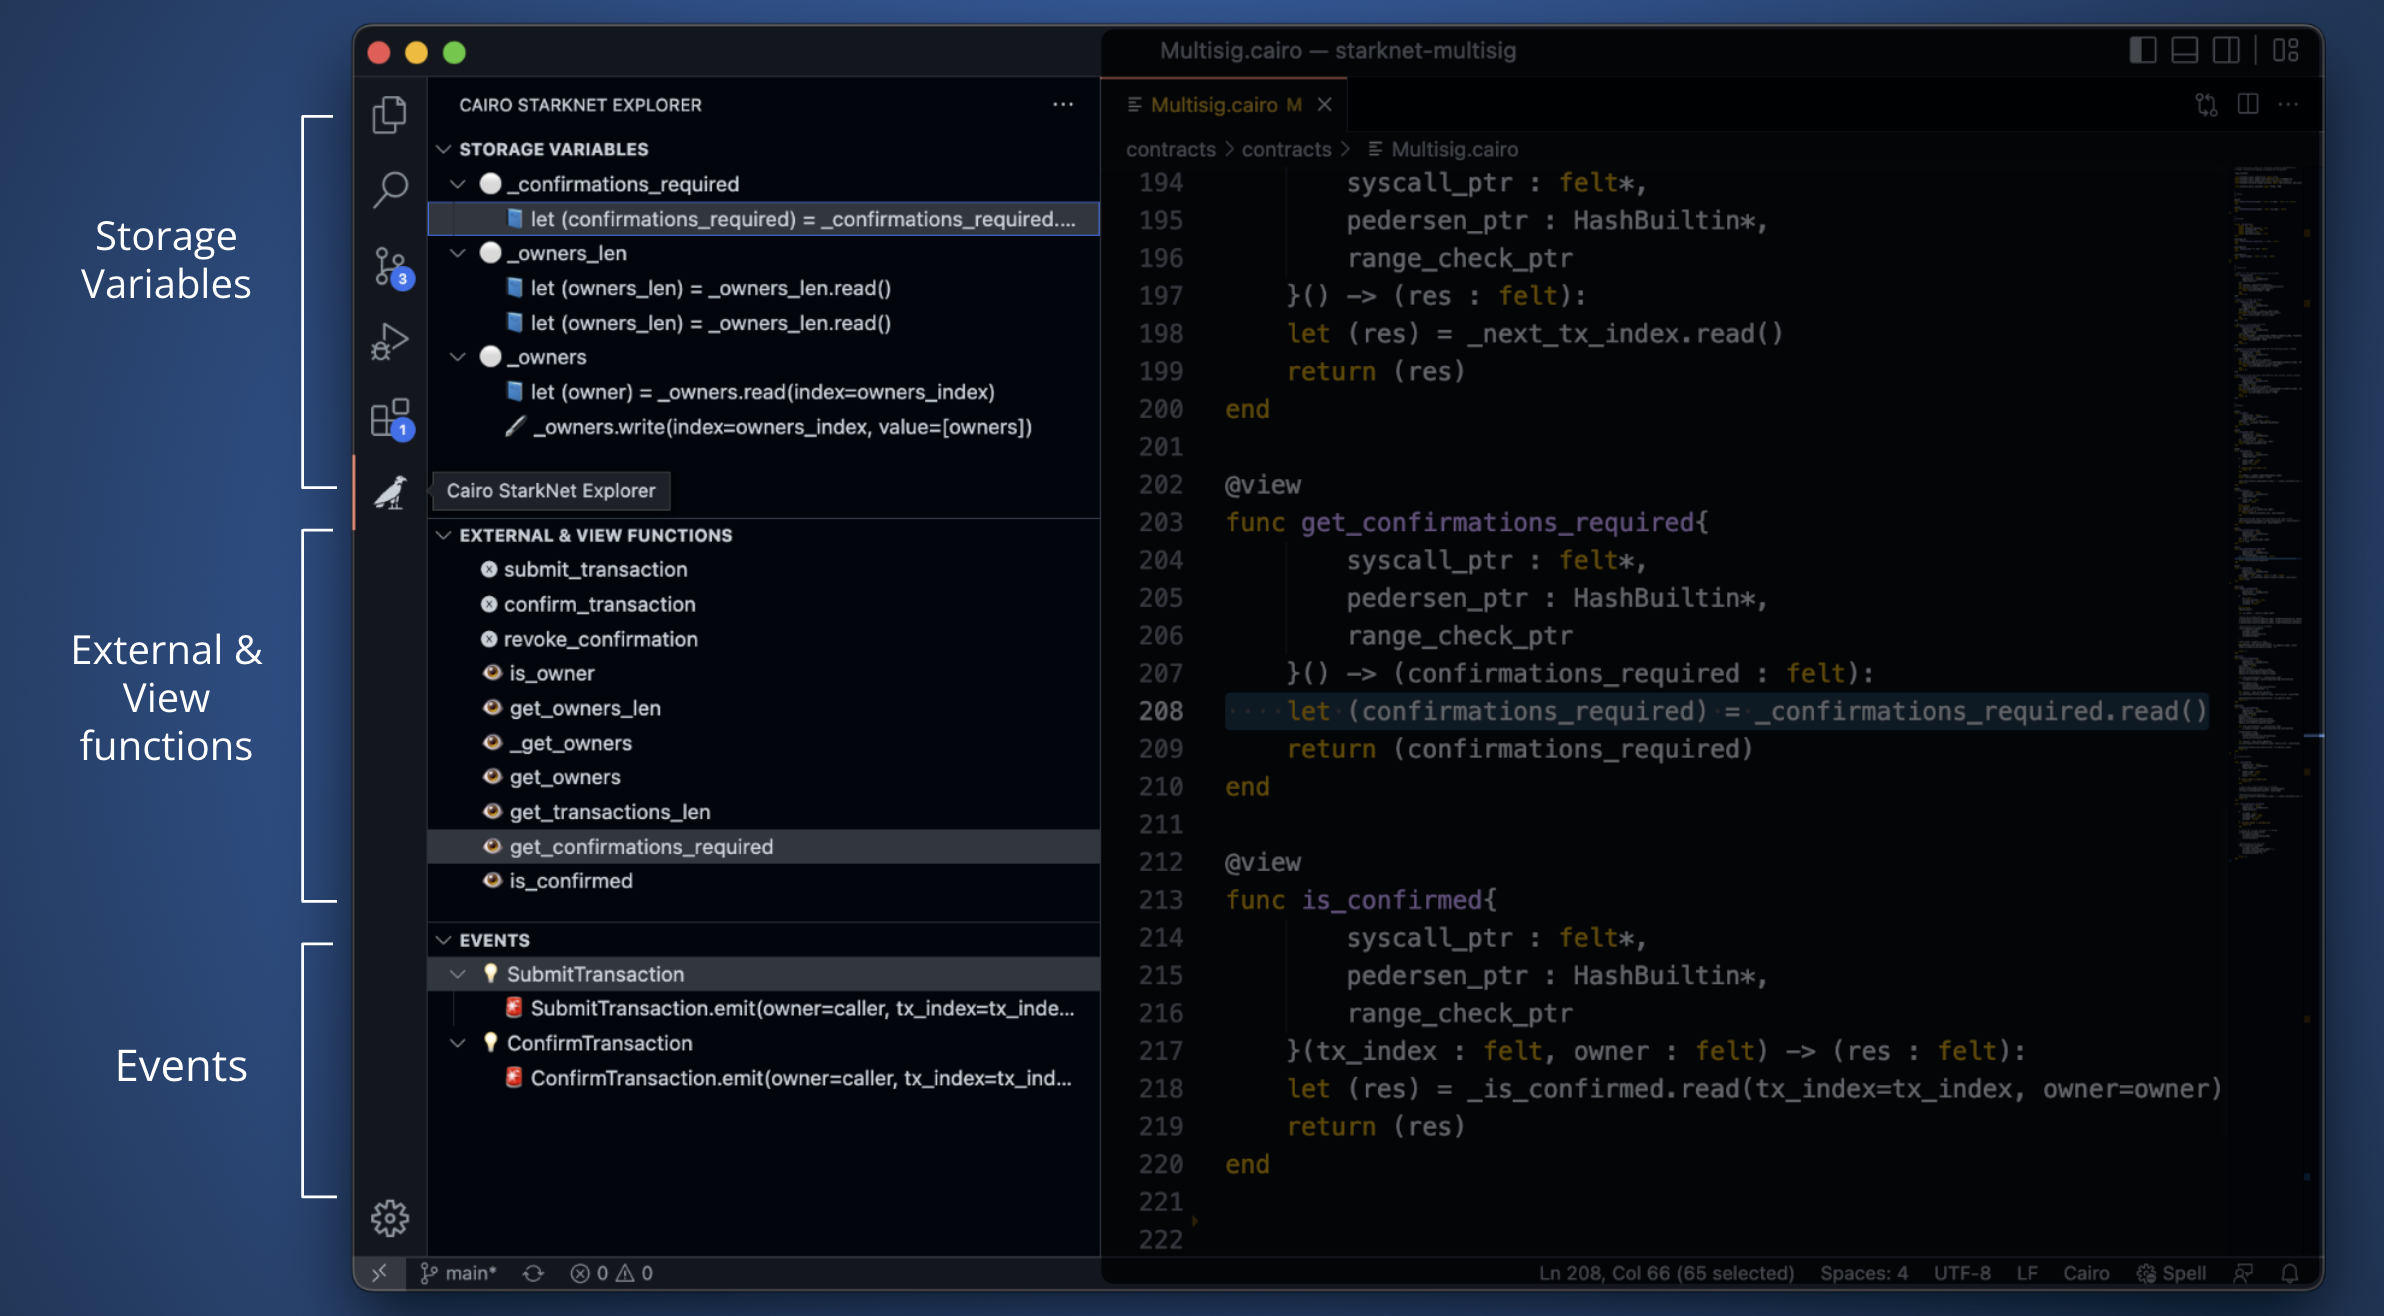 Storage
Variables
External &
View
functions
Events
CAIRO STARKNET EXPLORER
STORAGE VARIABLES
_confirmations_required
let (confirmations_required) = _confirmations_required....
_owners_len
let (owners_len) = _owners_len.read()
let (owners_len) = _owners_len.read()
_owners
let (owner) = _owners.read(index=owners_index)
_owners.write(index=owners_index, value=[owners])
3
1
Cairo StarkNet Explorer
EXTERNAL & VIEW FUNCTIONS
submit_transaction
confirm_transaction
revoke_confirmation
is_owner
get_owners_len
_get_owners
get_owners
get_transactions_len
get_confirmations_required
is_confirmed
EVENTS
SubmitTransaction
SubmitTransaction.emit(owner=caller, tx_index=tx_inde...
ConfirmTransaction
ConfirmTransaction.emit(owner=caller, tx_index=tx_ind...
Multisig.cairo — starknet-multisig
Multisig.cairo M
contracts > contracts > Multisig.cairo
194 syscall_ptr : felt*,
195 pedersen_ptr : HashBuiltin*,
196 range_check_ptr
197 }() -> (res : felt):
198 let (res) = _next_tx_index.read()
199 return (res)
200 end
201
202 @view
203 func get_confirmations_required{
204 syscall_ptr : felt*,
205 pedersen_ptr : HashBuiltin*,
206 range_check_ptr
207 }() -> (confirmations_required : felt):
208 let (confirmations_required) = _confirmations_required.read()
209 return (confirmations_required)
210 end
211
212 @view
213 func is_confirmed{
214 syscall_ptr : felt*,
215 pedersen_ptr : HashBuiltin*,
216 range_check_ptr
217 }(tx_index : felt, owner : felt) -> (res : felt):
218 let (res) = _is_confirmed.read(tx_index=tx_index, owner=owner)
219 return (res)
220 end
221
222
main* 0 0
Ln 208, Col 66 (65 selected) Spaces: 4 UTF-8 LF Cairo Spell